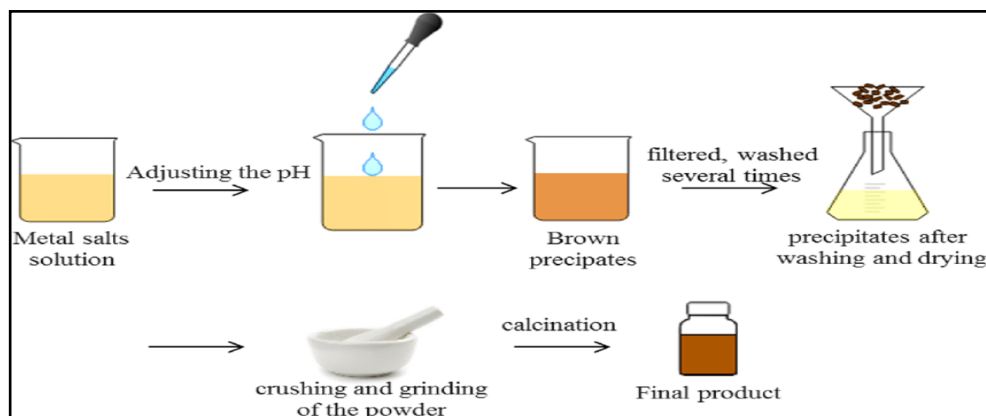 Metal salts
solution
Adjusting the pH
Brown
precipates
filtered, washed
several times
precipitates after
washing and drying
crushing and grinding
of the powder
calcination
Final product